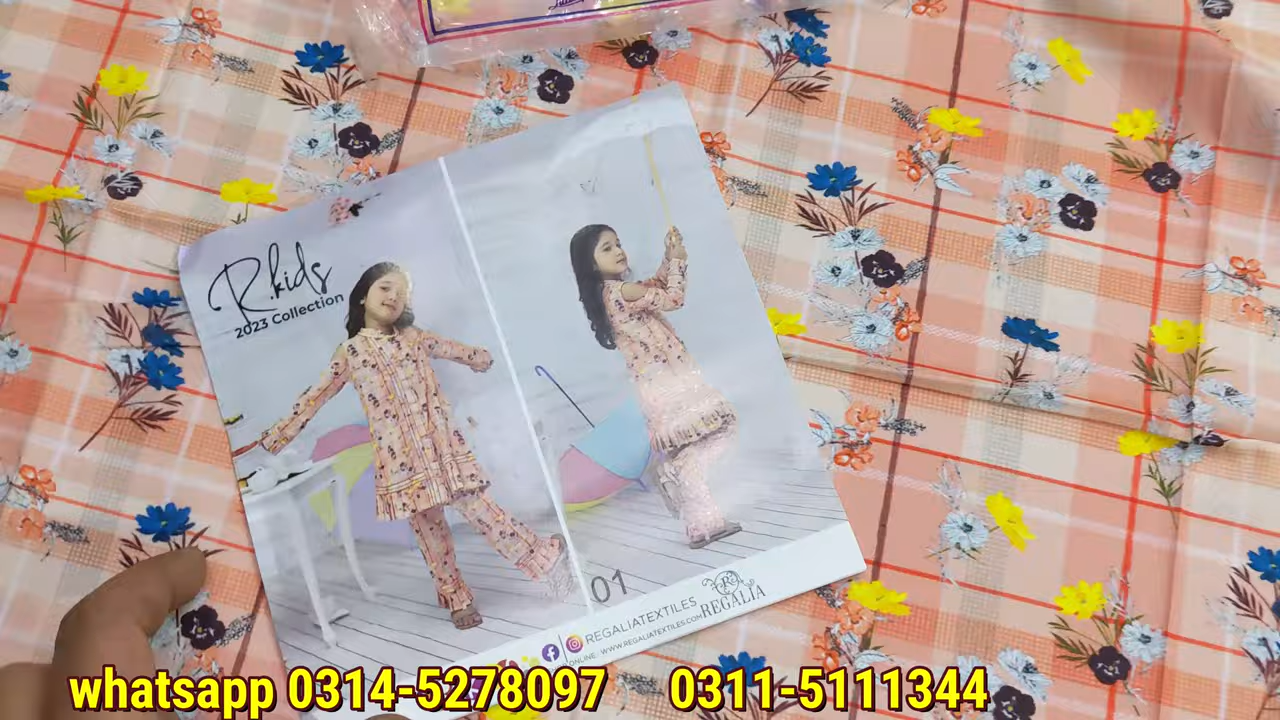 R.kids
2023 Collection
01
REGALIATEXTILES
ONLINE: WWW.REGALIATEXTILES.COM
REGALIA
whatsapp 0314-5278097 0311-5111344